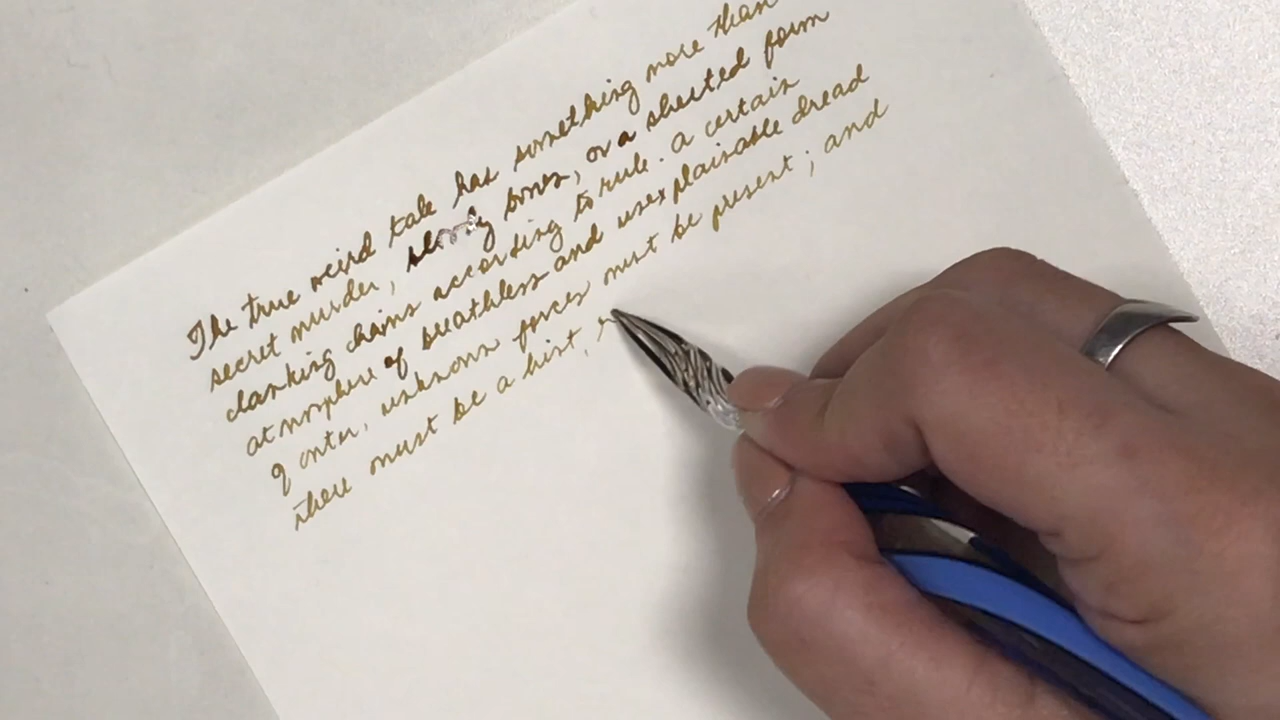 The true weird tale has something more than
secret murder, bloody bones, or a sheeted form
clanking chains according to rule. a certain
atmosphere of breathless and unexplainable dread
of outer, unknown forces must be present; and
there must be a hint,